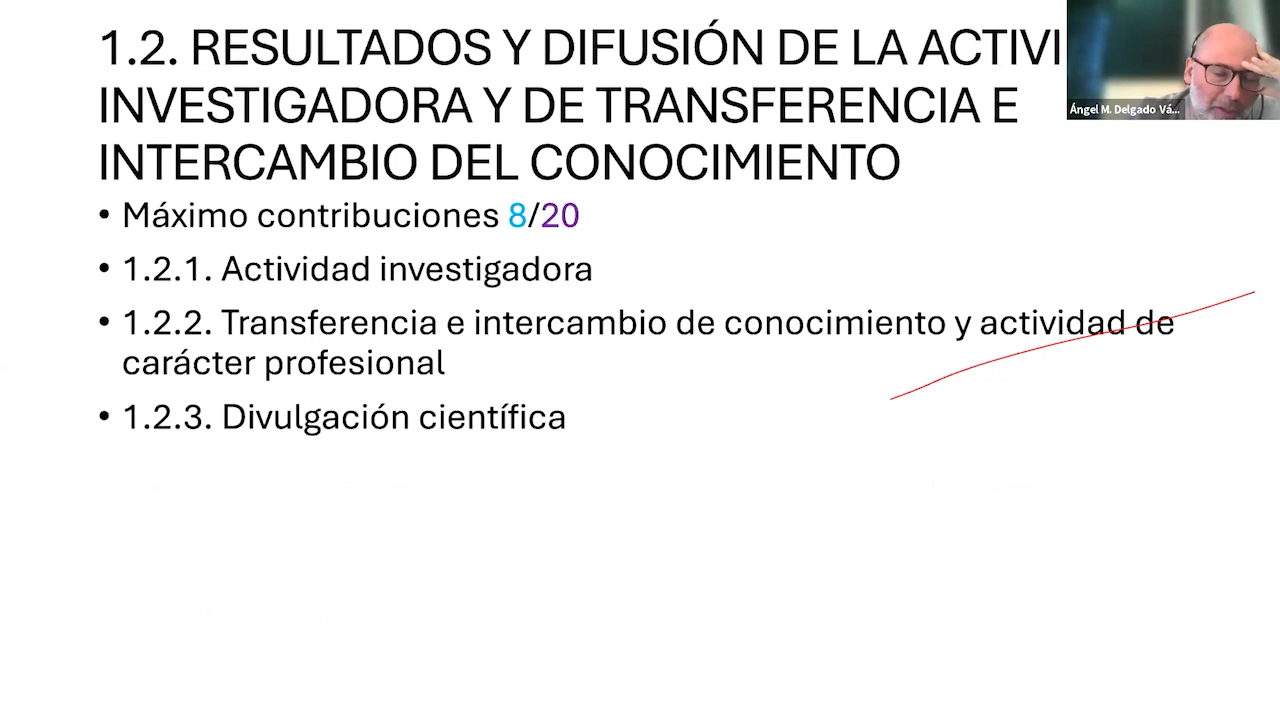 1.2. RESULTADOS Y DIFUSIÓN DE LA ACTIVI
INVESTIGADORA Y DE TRANSFERENCIA E
INTERCAMBIO DEL CONOCIMIENTO
• Máximo contribuciones 8/20
• 1.2.1. Actividad investigadora
• 1.2.2. Transferencia e intercambio de conocimiento y actividad de
carácter profesional
• 1.2.3. Divulgación científica
Ángel M. Delgado Vá...